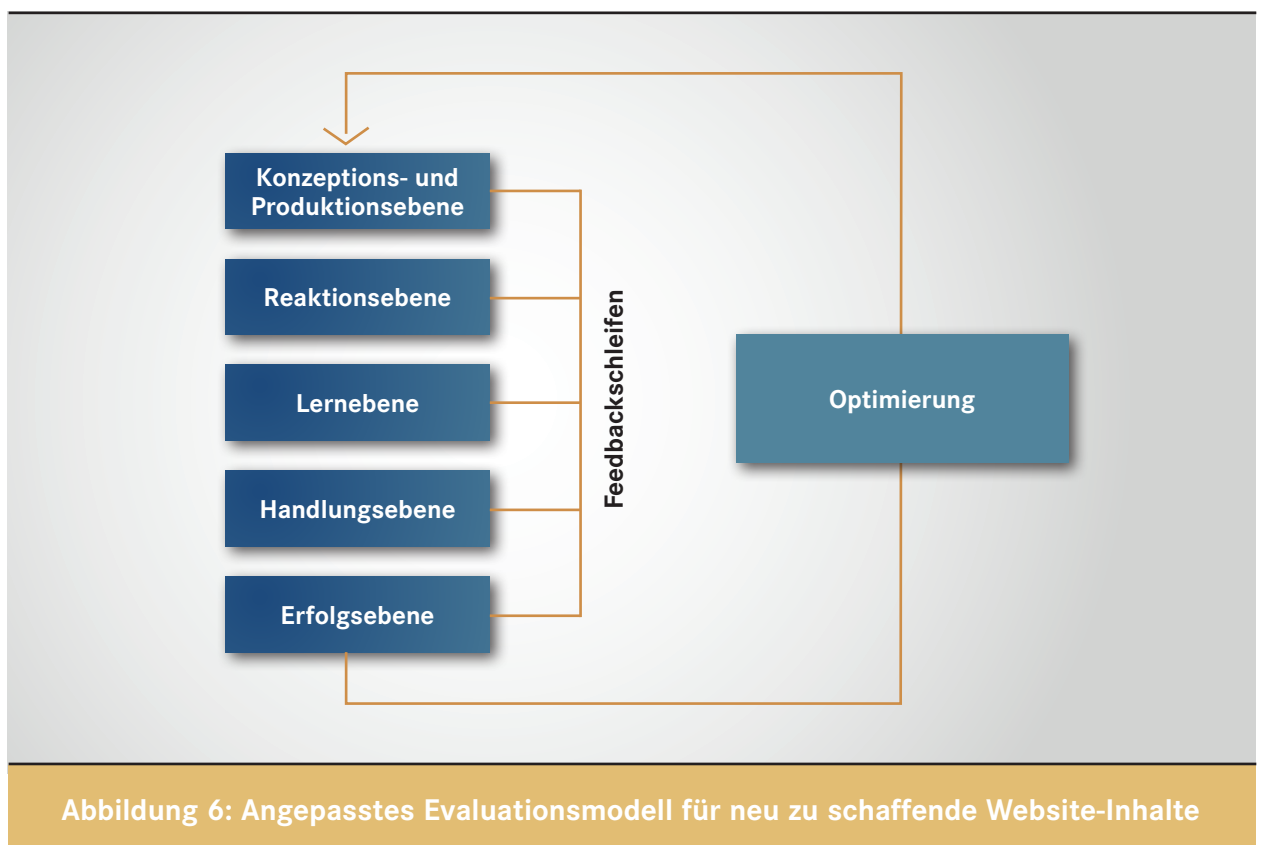 Konzeptions- und
Produktionsebene
Reaktionsebene
Lernebene
Handlungsebene
Erfolgsebene
Feedbackschleifen
Optimierung
Abbildung 6: Angepasstes Evaluationsmodell für neu zu schaffende Website-Inhalte